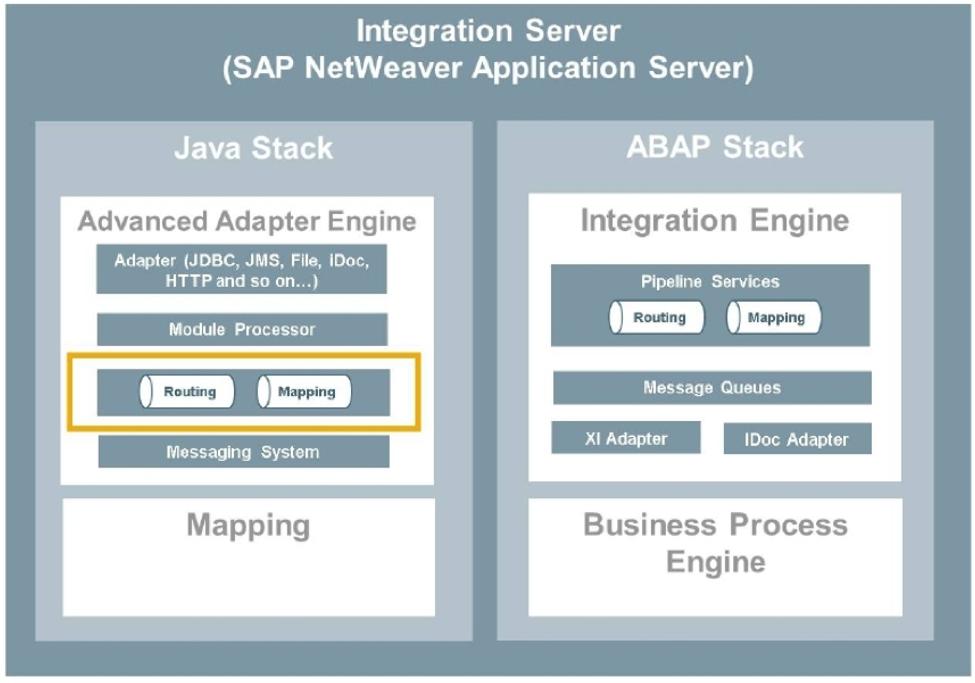 Integration Server
(SAP NetWeaver Application Server)
Java Stack
Advanced Adapter Engine
Adapter (JDBC, JMS, File, iDoc,
HTTP and so on...)
Module Processor
Routing
Mapping
Messaging System
Mapping
ABAP Stack
Integration Engine
Pipeline Services
Routing
Mapping
Message Queues
XI Adapter
IDoc Adapter
Business Process
Engine